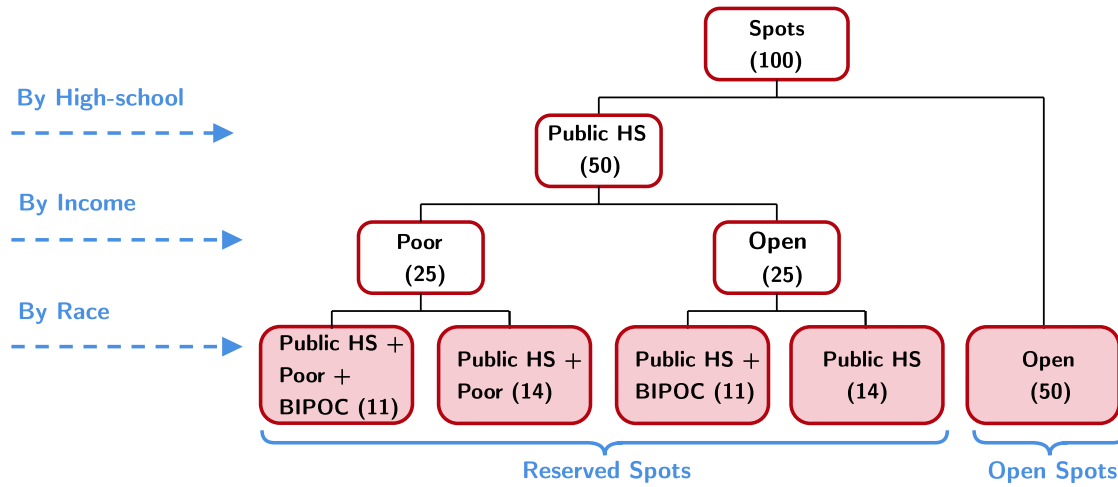 Spots
(100)
By High-school
Public HS
(50)
By Income
Poor
(25)
Open
(25)
By Race
Public HS +
Poor +
BIPOC (11)
Public HS +
Poor (14)
Public HS +
BIPOC (11)
Public HS
(14)
Open
(50)
Reserved Spots
Open Spots